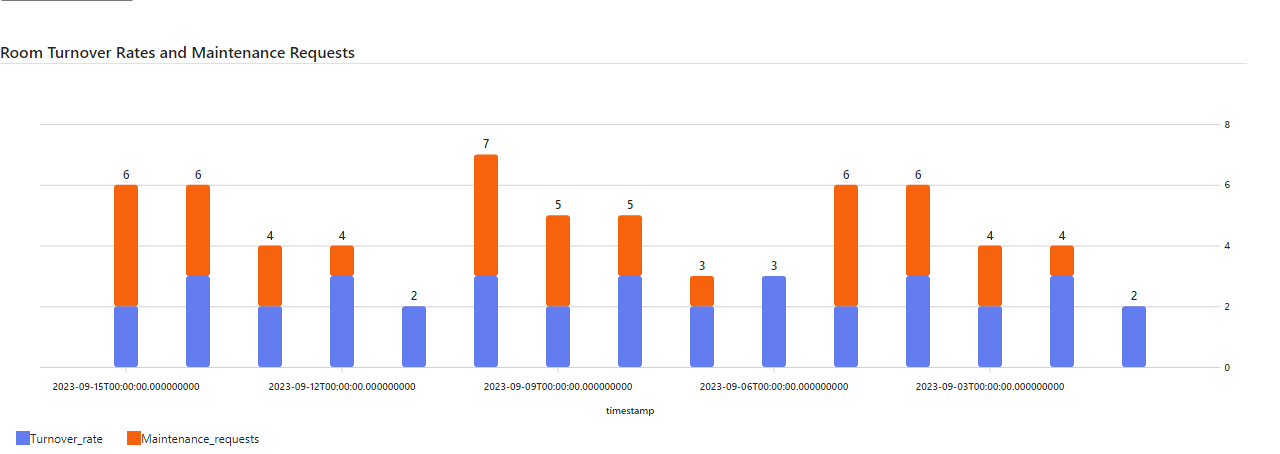 Room Turnover Rates and Maintenance Requests
8
7
6 6 6 6 6
5 5
4 4 4 4 4
3 3
2 2 2
0
2023-09-15T00:00:00.000000000 2023-09-12T00:00:00.000000000 2023-09-09T00:00:00.000000000 2023-09-06T00:00:00.000000000 2023-09-03T00:00:00.000000000
timestamp
Turnover_rate Maintenance_requests